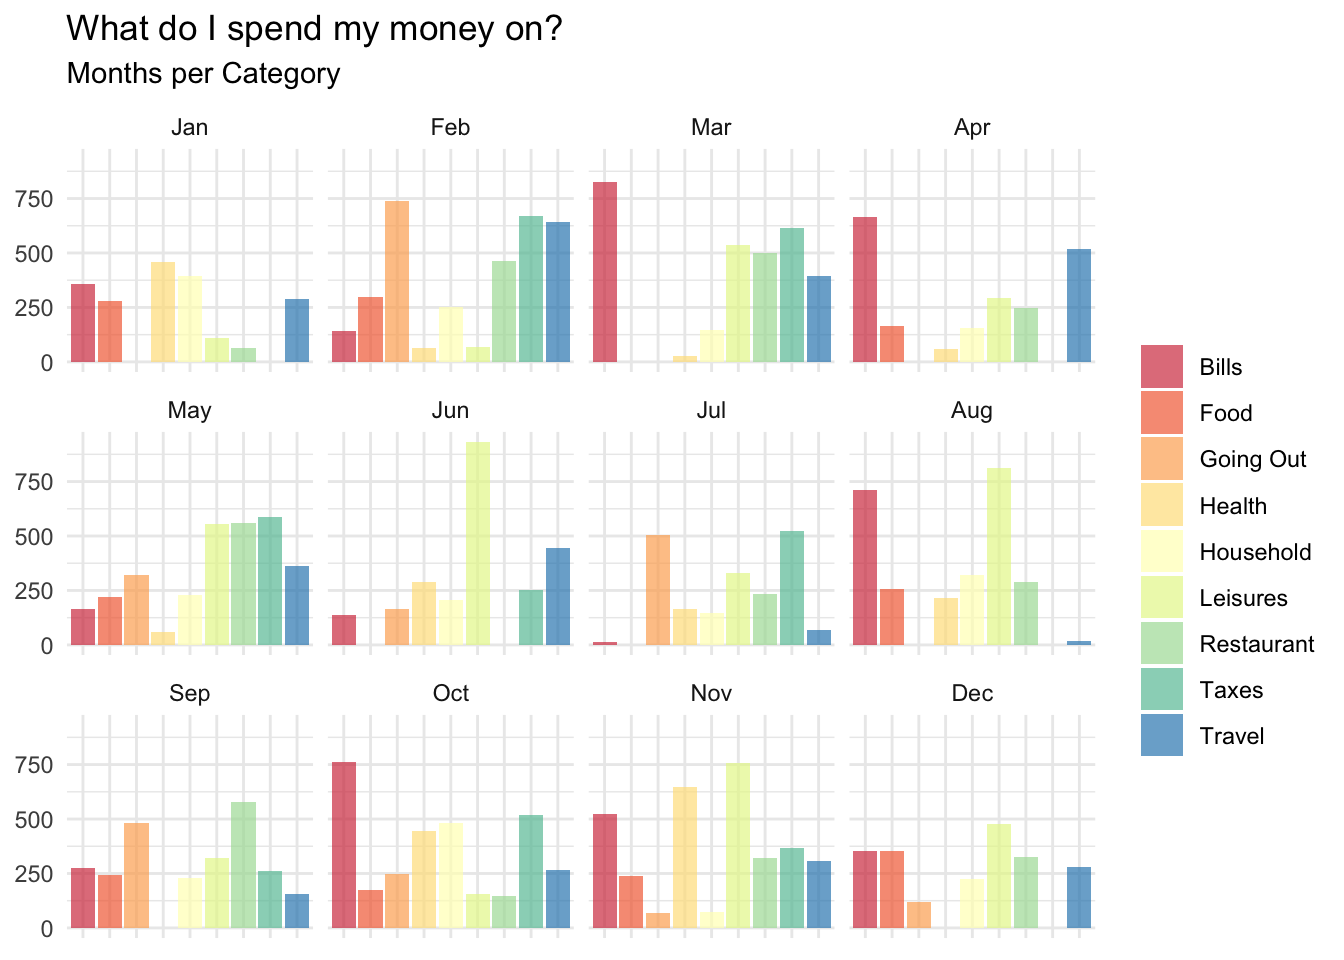 What do I spend my money on?
Months per Category
Jan Feb Mar Apr
750
500
250
0
May Jun Jul Aug
750
500
250
0
Sep Oct Nov Dec
750
500
250
0
Bills
Food
Going Out
Health
Household
Leisures
Restaurant
Taxes
Travel